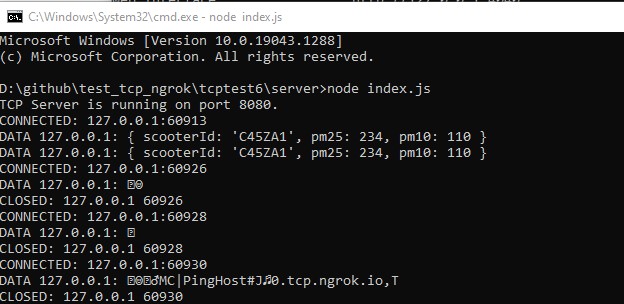 C:\Windows\System32\cmd.exe - node index.js
Microsoft Windows [Version 10.0.19043.1288]
(c) Microsoft Corporation. All rights reserved.
D:\github\test_tcp_ngrok\tcptest6\server>node index.js
TCP Server is running on port 8080.
CONNECTED: 127.0.0.1:60913
DATA 127.0.0.1: { scooterId: 'C45ZA1', pm25: 234, pm10: 110 }
DATA 127.0.0.1: { scooterId: 'C45ZA1', pm25: 234, pm10: 110 }
CONNECTED: 127.0.0.1:60926
DATA 127.0.0.1: ⍰☺
CLOSED: 127.0.0.1 60926
CONNECTED: 127.0.0.1:60928
DATA 127.0.0.1: ⍰
CLOSED: 127.0.0.1 60928
CONNECTED: 127.0.0.1:60930
DATA 127.0.0.1: ⍰☺⍰♂MC|PingHost#J♫0.tcp.ngrok.io,T
CLOSED: 127.0.0.1 60930